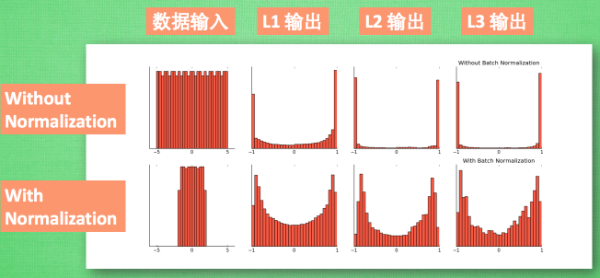 数据输入 L1 输出 L2 输出 L3 输出
Without Batch Normalization
Without
Normalization
-5 0 5 -1 0 1 -1 0 1 -1 0 1
With Batch Normalization
With
Normalization
-5 0 5 -1 0 1 -1 0 1 -1 0 1